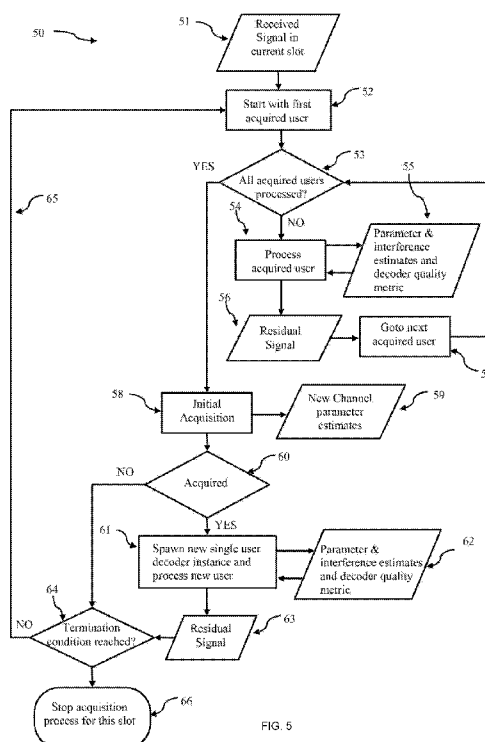 50
51
Received
Signal in
current slot
Start with first
acquired user
52
65
YES
53
All acquired users
processed?
55
54
NO
Process
acquired user
Parameter &
interference
estimates and
decoder quality
metric
56
Residual
Signal
Goto next
acquired user
58
Initial
Acquisition
New Channel
parameter
estimates
59
NO
Acquired
60
YES
61
Spawn new single user
decoder instance and
process new user
Parameter &
interference estimates
and decoder quality
metric
62
64
NO
Termination
condition reached?
Residual
Signal
63
Stop acquisition
process for this slot
66
FIG. 5